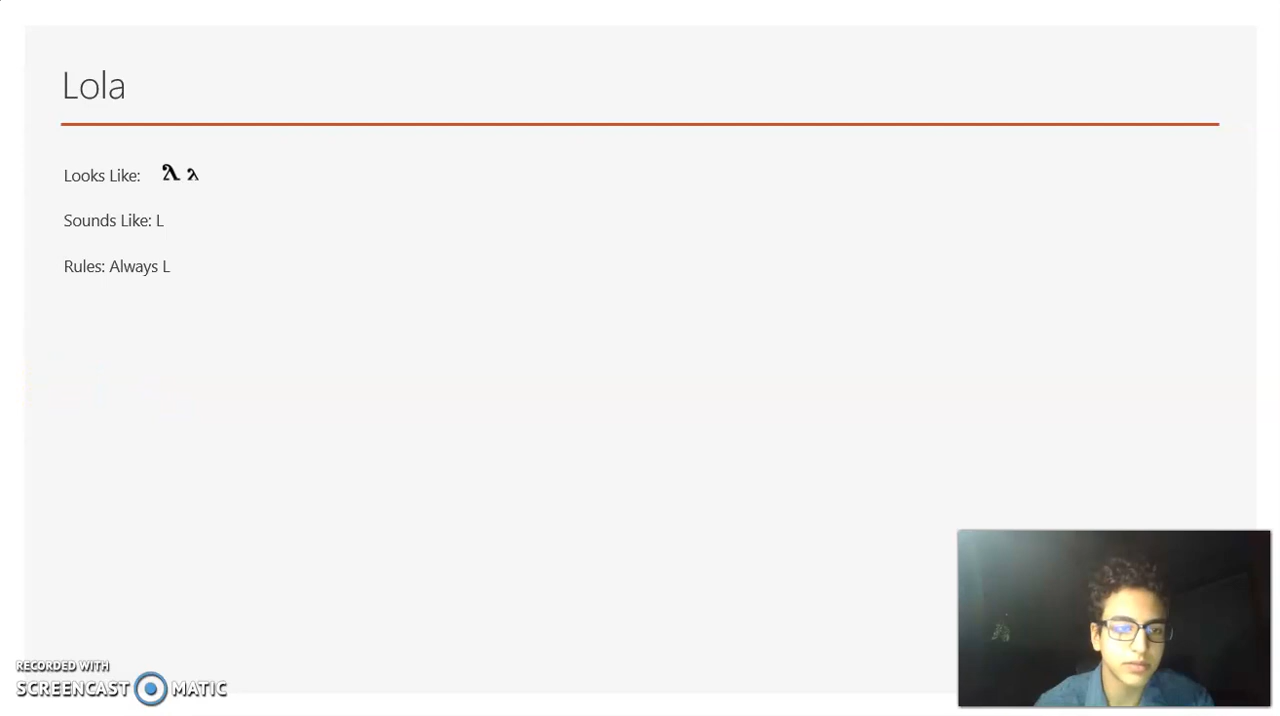 Lola
Looks Like: Ⲗ ⲗ
Sounds Like: L
Rules: Always L
RECORDED WITH
SCREENCAST MATIC